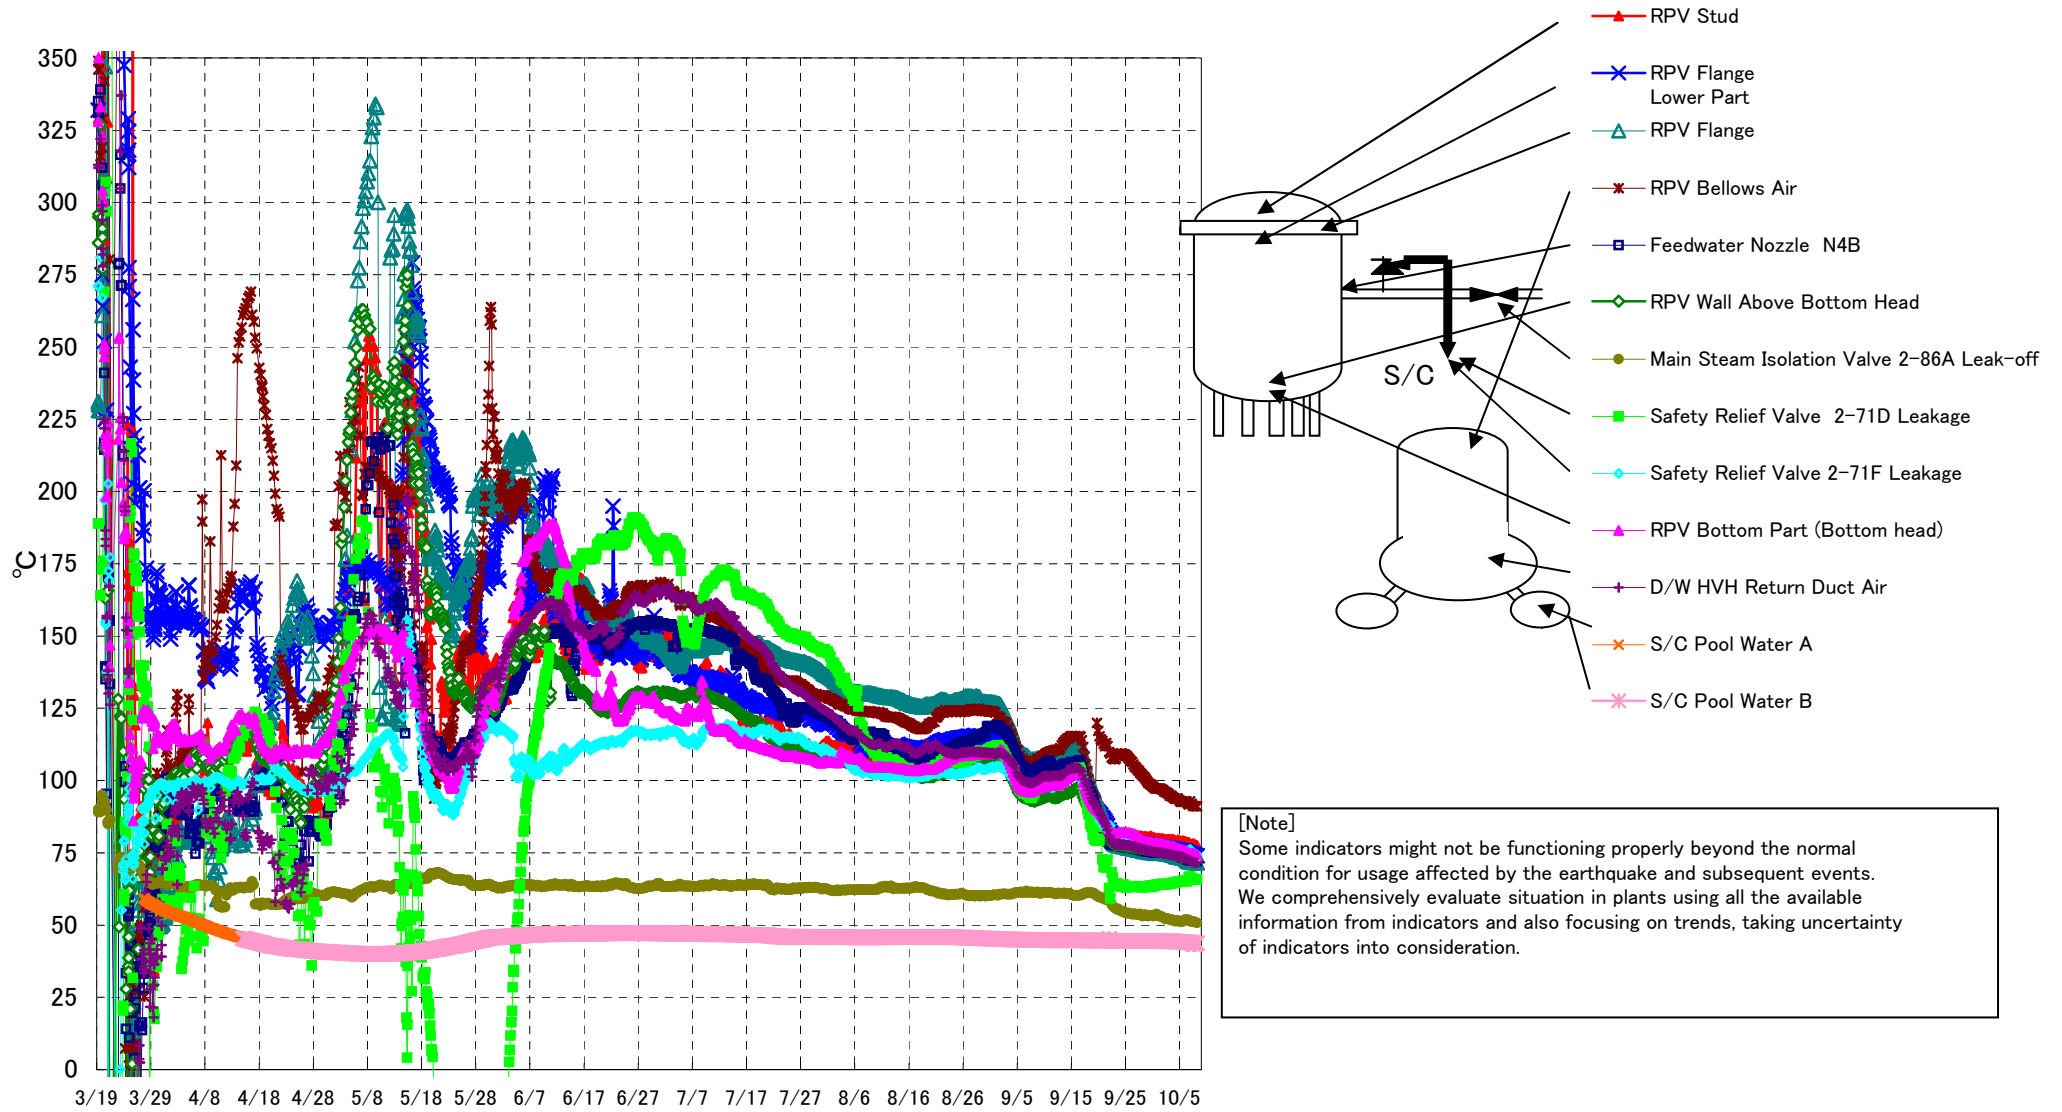 350
325
300
275
250
225
200
175
150
125
100
75
50
25
0
℃
3/19 3/29 4/8 4/18 4/28 5/8 5/18 5/28 6/7 6/17 6/27 7/7 7/17 7/27 8/6 8/16 8/26 9/5 9/15 9/25 10/5
RPV Stud
RPV Flange
Lower Part
RPV Flange
RPV Bellows Air
Feedwater Nozzle N4B
RPV Wall Above Bottom Head
Main Steam Isolation Valve 2-86A Leak-off
Safety Relief Valve 2-71D Leakage
Safety Relief Valve 2-71F Leakage
RPV Bottom Part (Bottom head)
D/W HVH Return Duct Air
S/C Pool Water A
S/C Pool Water B
S/C
[Note]
Some indicators might not be functioning properly beyond the normal
condition for usage affected by the earthquake and subsequent events.
We comprehensively evaluate situation in plants using all the available
information from indicators and also focusing on trends, taking uncertainty
of indicators into consideration.